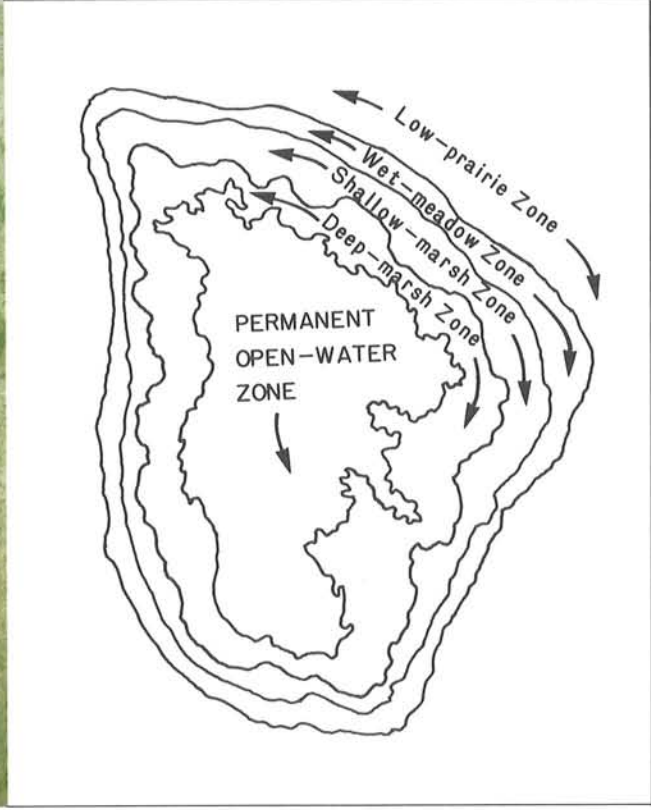 Low-prairie Zone
Wet-meadow Zone
Shallow-marsh Zone
Deep-marsh Zone
PERMANENT
OPEN-WATER
ZONE